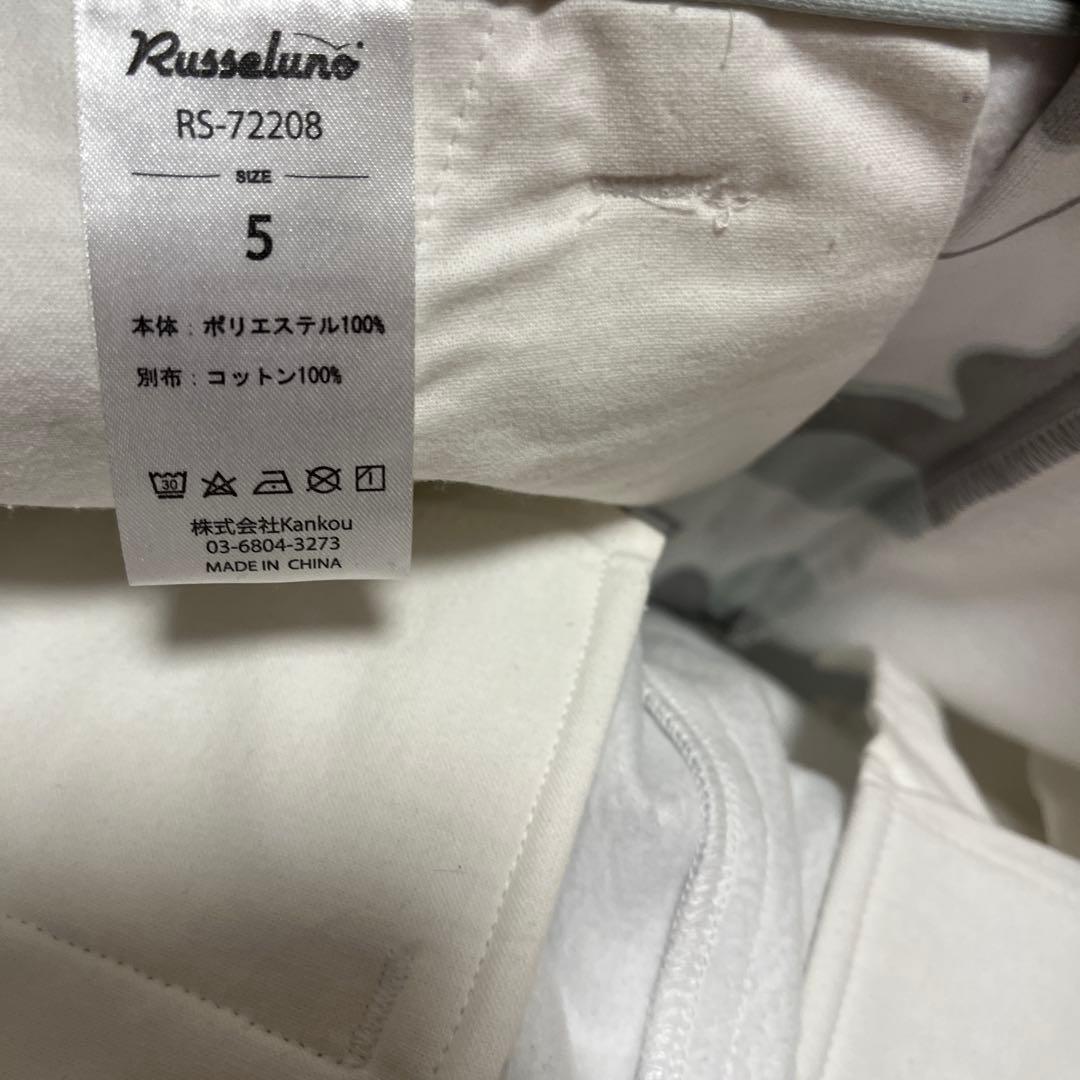 Russeluno
RS-72208
SIZE
5
本体：ポリエステル100%
別布：コットン100%
30
株式会社Kankou
03-6804-3273
MADE IN CHINA